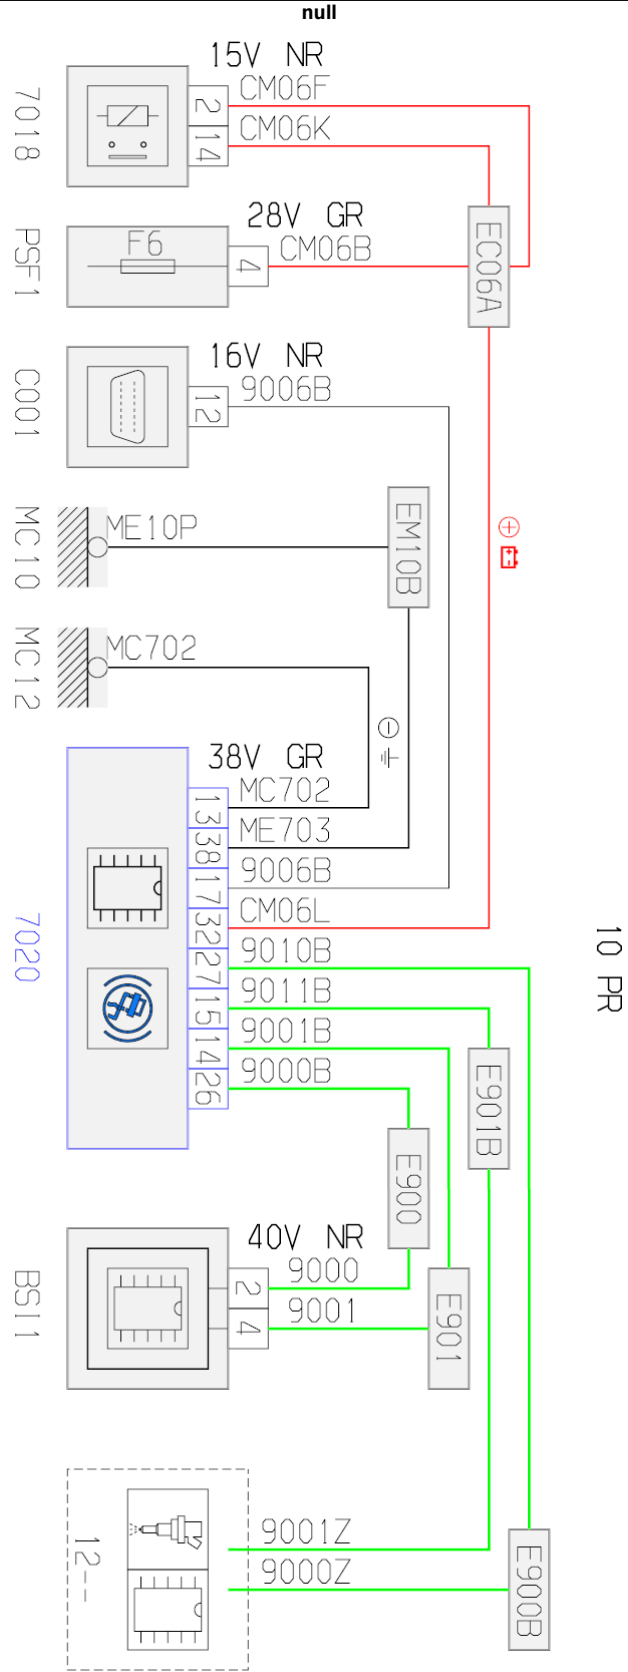 null
15V NR
CM06F
2
CM06K
14
7018
28V GR
F6
CM06B
4
PSF1
EC06A
16V NR
9006B
12
C001
ME10P
EM10B
MC10
MC702
MC12
38V GR
13 MC702
38 ME703
17 9006B
32 CM06L
27 9010B
15 9011B
14 9001B
26 9000B
7020
10 PR
E901B
E900
40V NR
2 9000
4 9001
BSI1
E901
9001Z
9000Z
12--
E900B